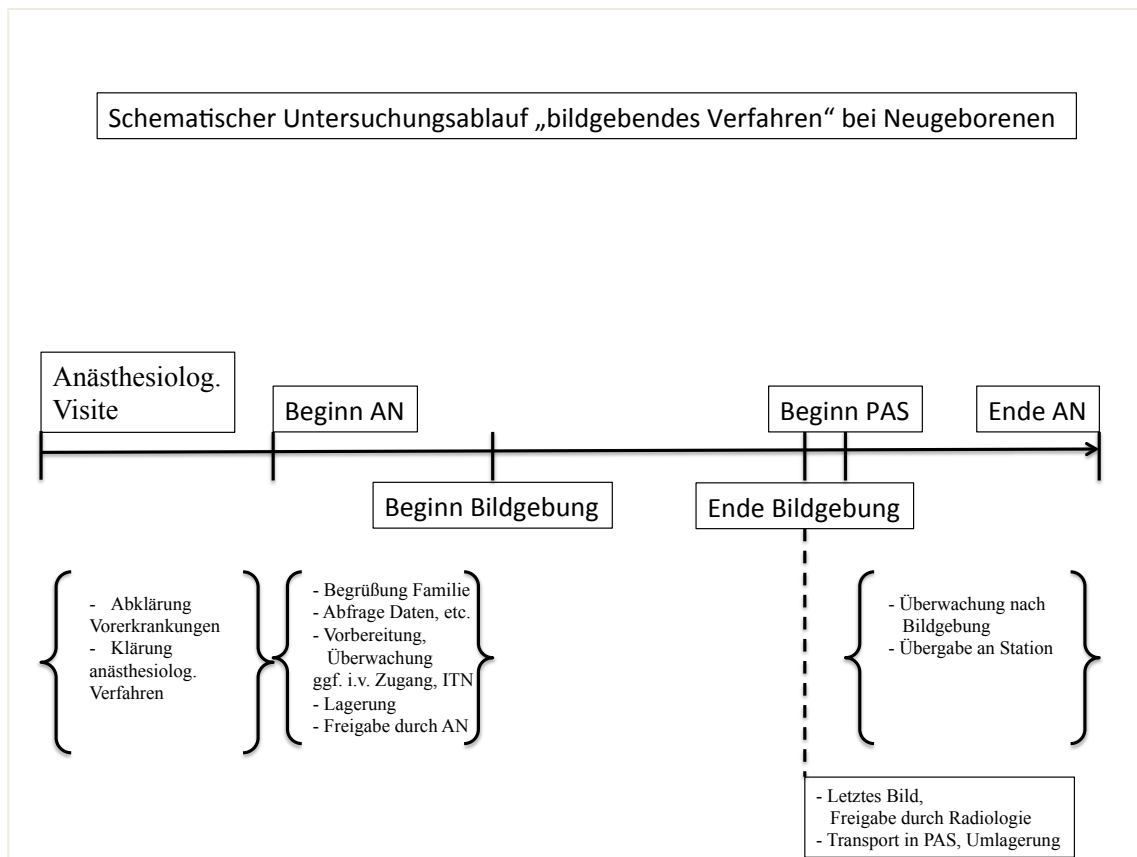 Schematischer Untersuchungsablauf „bildgebendes Verfahren“ bei Neugeborenen
Anästhesiolog.
Visite
Beginn AN
Beginn PAS
Ende AN
Beginn Bildgebung
Ende Bildgebung
- Abklärung
Vorerkrankungen
- Klärung
anästhesiolog.
Verfahren
- Begrüßung Familie
- Abfrage Daten, etc.
- Vorbereitung,
Überwachung
ggf. i.v. Zugang, ITN
- Lagerung
- Freigabe durch AN
- Überwachung nach
Bildgebung
- Übergabe an Station
- Letztes Bild,
Freigabe durch Radiologie
- Transport in PAS, Umlagerung